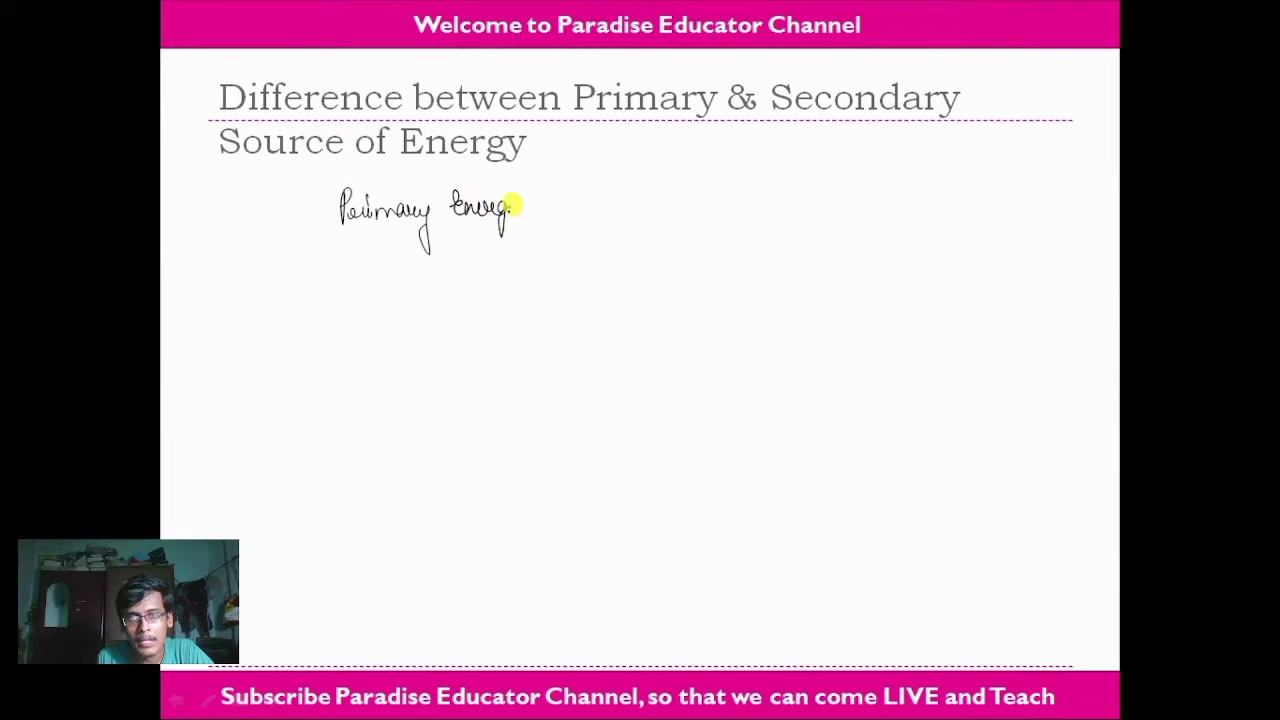 Welcome to Paradise Educator Channel
Difference between Primary & Secondary
Source of Energy
Primary Energ
Subscribe Paradise Educator Channel, so that we can come LIVE and Teach